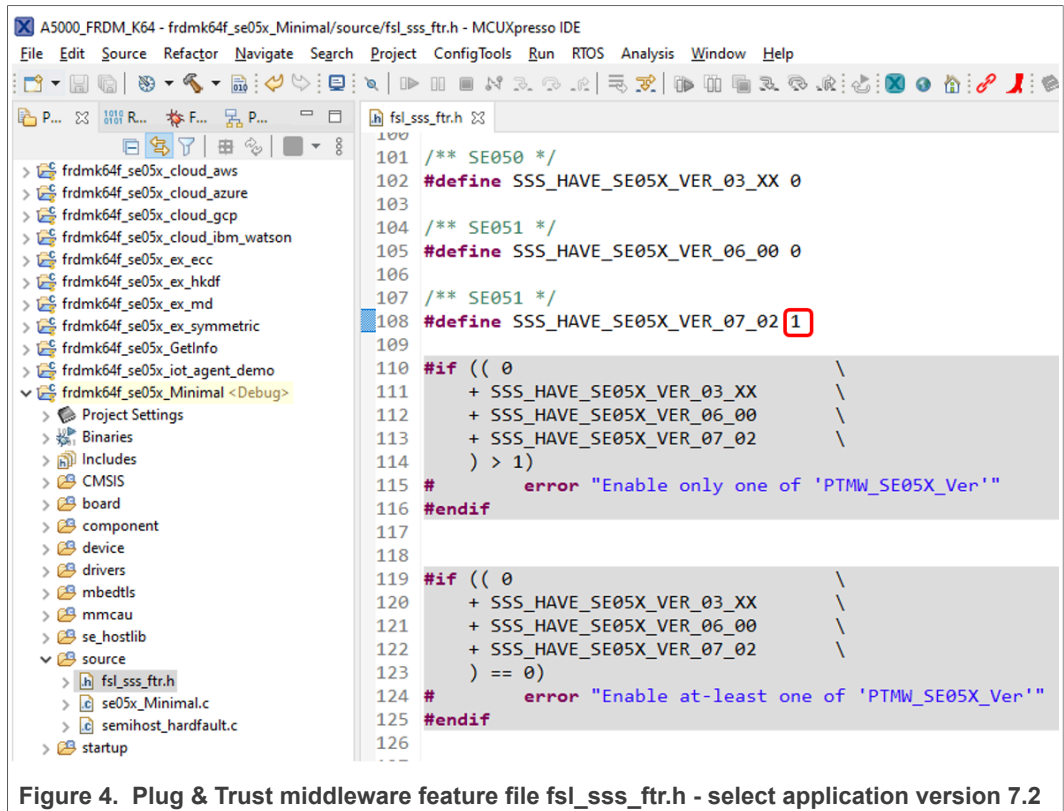 A5000_FRDM_K64 - frdmk64f_se05x_Minimal/source/fsl_sss_ftr.h - MCUXpresso IDE
File Edit Source Refactor Navigate Search Project ConfigTools Run RTOS Analysis Window Help
P... R... F... P...
frdmk64f_se05x_cloud_aws
frdmk64f_se05x_cloud_azure
frdmk64f_se05x_cloud_gcp
frdmk64f_se05x_cloud_ibm_watson
frdmk64f_se05x_ex_ecc
frdmk64f_se05x_ex_hkdf
frdmk64f_se05x_ex_md
frdmk64f_se05x_ex_symmetric
frdmk64f_se05x_GetInfo
frdmk64f_se05x_iot_agent_demo
frdmk64f_se05x_Minimal <Debug>
Project Settings
Binaries
Includes
CMSIS
board
component
device
drivers
mbedtls
mmcau
se_hostlib
source
fsl_sss_ftr.h
se05x_Minimal.c
semihost_hardfault.c
startup
fsl_sss_ftr.h
100
101 /** SE050 */
102 #define SSS_HAVE_SE05X_VER_03_XX 0
103
104 /** SE051 */
105 #define SSS_HAVE_SE05X_VER_06_00 0
106
107 /** SE051 */
108 #define SSS_HAVE_SE05X_VER_07_02 1
109
110 #if (( 0 \
111 + SSS_HAVE_SE05X_VER_03_XX \
112 + SSS_HAVE_SE05X_VER_06_00 \
113 + SSS_HAVE_SE05X_VER_07_02 \
114 ) > 1)
115 # error "Enable only one of 'PTMW_SE05X_Ver'"
116 #endif
117
118
119 #if (( 0 \
120 + SSS_HAVE_SE05X_VER_03_XX \
121 + SSS_HAVE_SE05X_VER_06_00 \
122 + SSS_HAVE_SE05X_VER_07_02 \
123 ) == 0)
124 # error "Enable at-least one of 'PTMW_SE05X_Ver'"
125 #endif
126
Figure 4. Plug & Trust middleware feature file fsl_sss_ftr.h - select application version 7.2